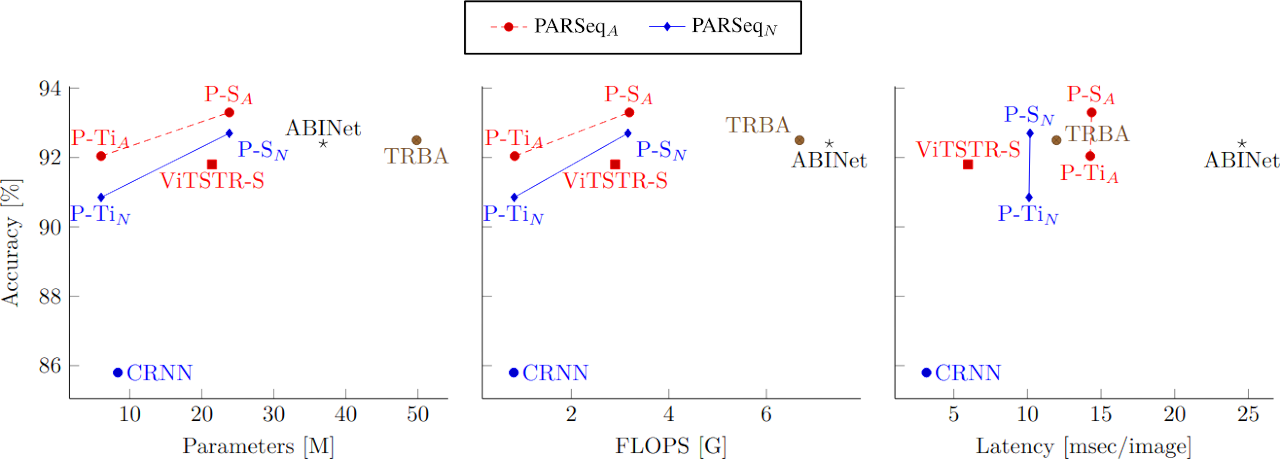 PARSeq_A PARSeq_N
Accuracy [%]
94
92
90
88
86
P-S_A
P-Ti_A
ABINet
P-S_N
TRBA
ViTSTR-S
P-Ti_N
CRNN
10 20 30 40 50
Parameters [M]
P-S_A
TRBA
P-Ti_A
P-S_N
ABINet
ViTSTR-S
P-Ti_N
CRNN
2 4 6
FLOPS [G]
P-S_A
P-S_N
TRBA
ViTSTR-S
ABINet
P-Ti_A
P-Ti_N
CRNN
5 10 15 20 25
Latency [msec/image]